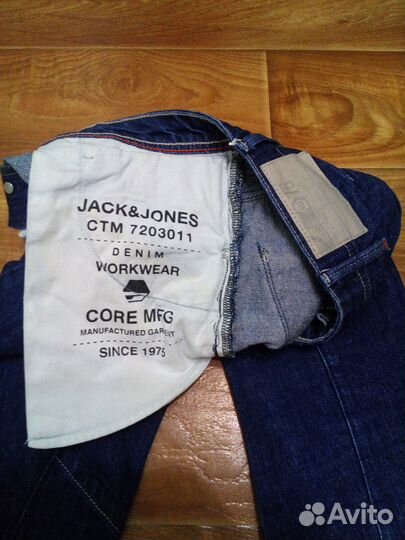 JACK&JONES
CTM 7203011
DENIM
WORKWEAR
CORE MFG
MANUFACTURED GARMENT
SINCE 1975
Avito